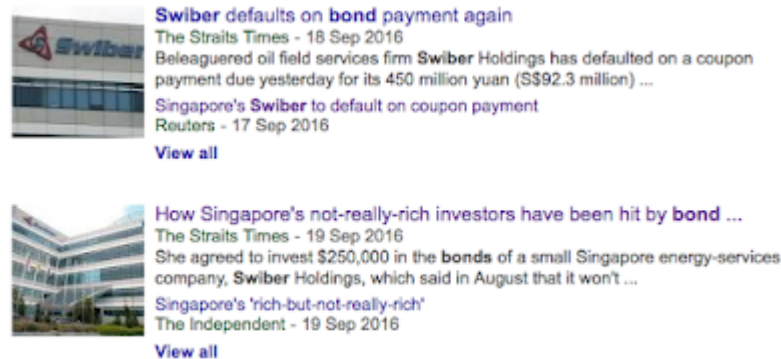 Swiber
Swiber defaults on bond payment again
The Straits Times - 18 Sep 2016
Beleaguered oil field services firm Swiber Holdings has defaulted on a coupon
payment due yesterday for its 450 million yuan (S$92.3 million) ...
Singapore's Swiber to default on coupon payment
Reuters - 17 Sep 2016
View all
How Singapore's not-really-rich investors have been hit by bond ...
The Straits Times - 19 Sep 2016
She agreed to invest $250,000 in the bonds of a small Singapore energy-services
company, Swiber Holdings, which said in August that it won't ...
Singapore's 'rich-but-not-really-rich'
The Independent - 19 Sep 2016
View all